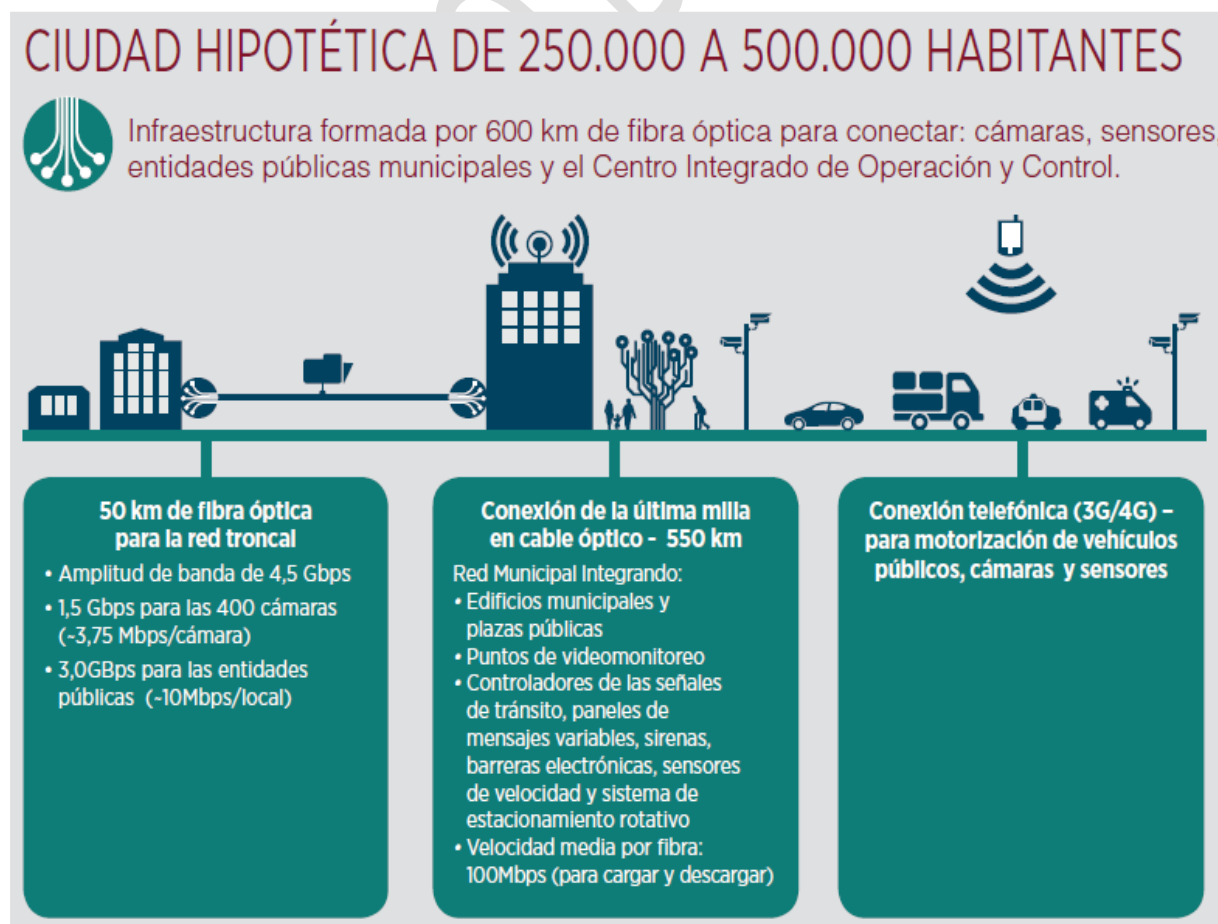 CIUDAD HIPOTÉTICA DE 250.000 A 500.000 HABITANTES
Infraestructura formada por 600 km de fibra óptica para conectar: cámaras, sensores,
entidades públicas municipales y el Centro Integrado de Operación y Control.
50 km de fibra óptica
para la red troncal
• Amplitud de banda de 4,5 Gbps
• 1,5 Gbps para las 400 cámaras
(~3,75 Mbps/cámara)
• 3,0GBps para las entidades
públicas (~10Mbps/local)
Conexión de la última milla
en cable óptico - 550 km
Red Municipal Integrando:
• Edificios municipales y
plazas públicas
• Puntos de videomonitoreo
• Controladores de las señales
de tránsito, paneles de
mensajes variables, sirenas,
barreras electrónicas, sensores
de velocidad y sistema de
estacionamiento rotativo
• Velocidad media por fibra:
100Mbps (para cargar y descargar)
Conexión telefónica (3G/4G) –
para motorización de vehículos
públicos, cámaras y sensores